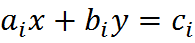 aᵢx + bᵢy = cᵢ